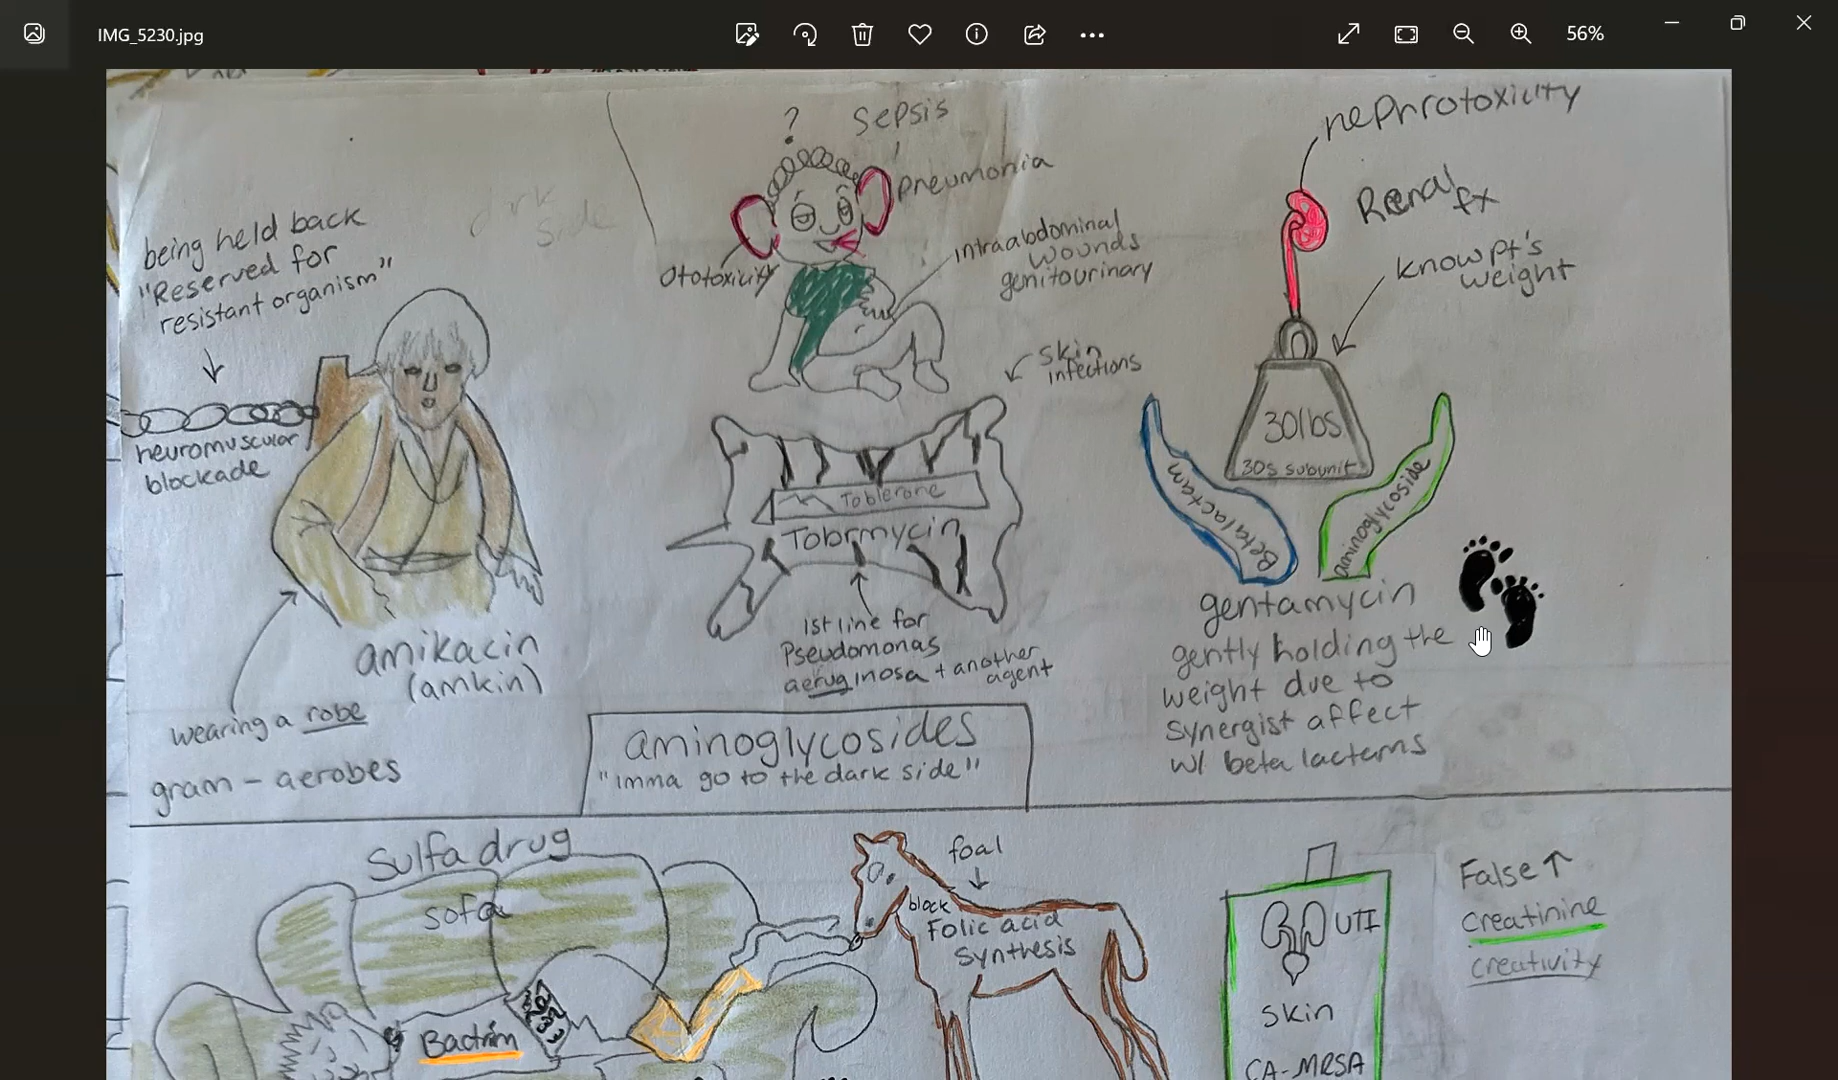 IMG_5230.jpg
56%
being held back
"Reserved for
resistant organism"
neuromuscular
blockade
amikacin
(amkin)
wearing a robe
gram - aerobes
dark
side
?
Sepsis
pneumonia
Ototoxicity
intraabdominal
wounds
genitourinary
skin
infections
Toblerone
Tobrmycin
1st line for
Pseudomonas
aeruginosa + another
agent
aminoglycosides
"imma go to the dark side"
nephrotoxicity
Renal
fx
know pt's
weight
30lbs
30s subunit
Betalactam
aminoglycoside
gentamycin
gently holding the
weight due to
synergist affect
w/ beta lactams
Sulfa drug
sofa
Bactrim
foal
block
Folic acid
synthesis
UTI
skin
CA-MRSA
False ↑
creatinine
creativity